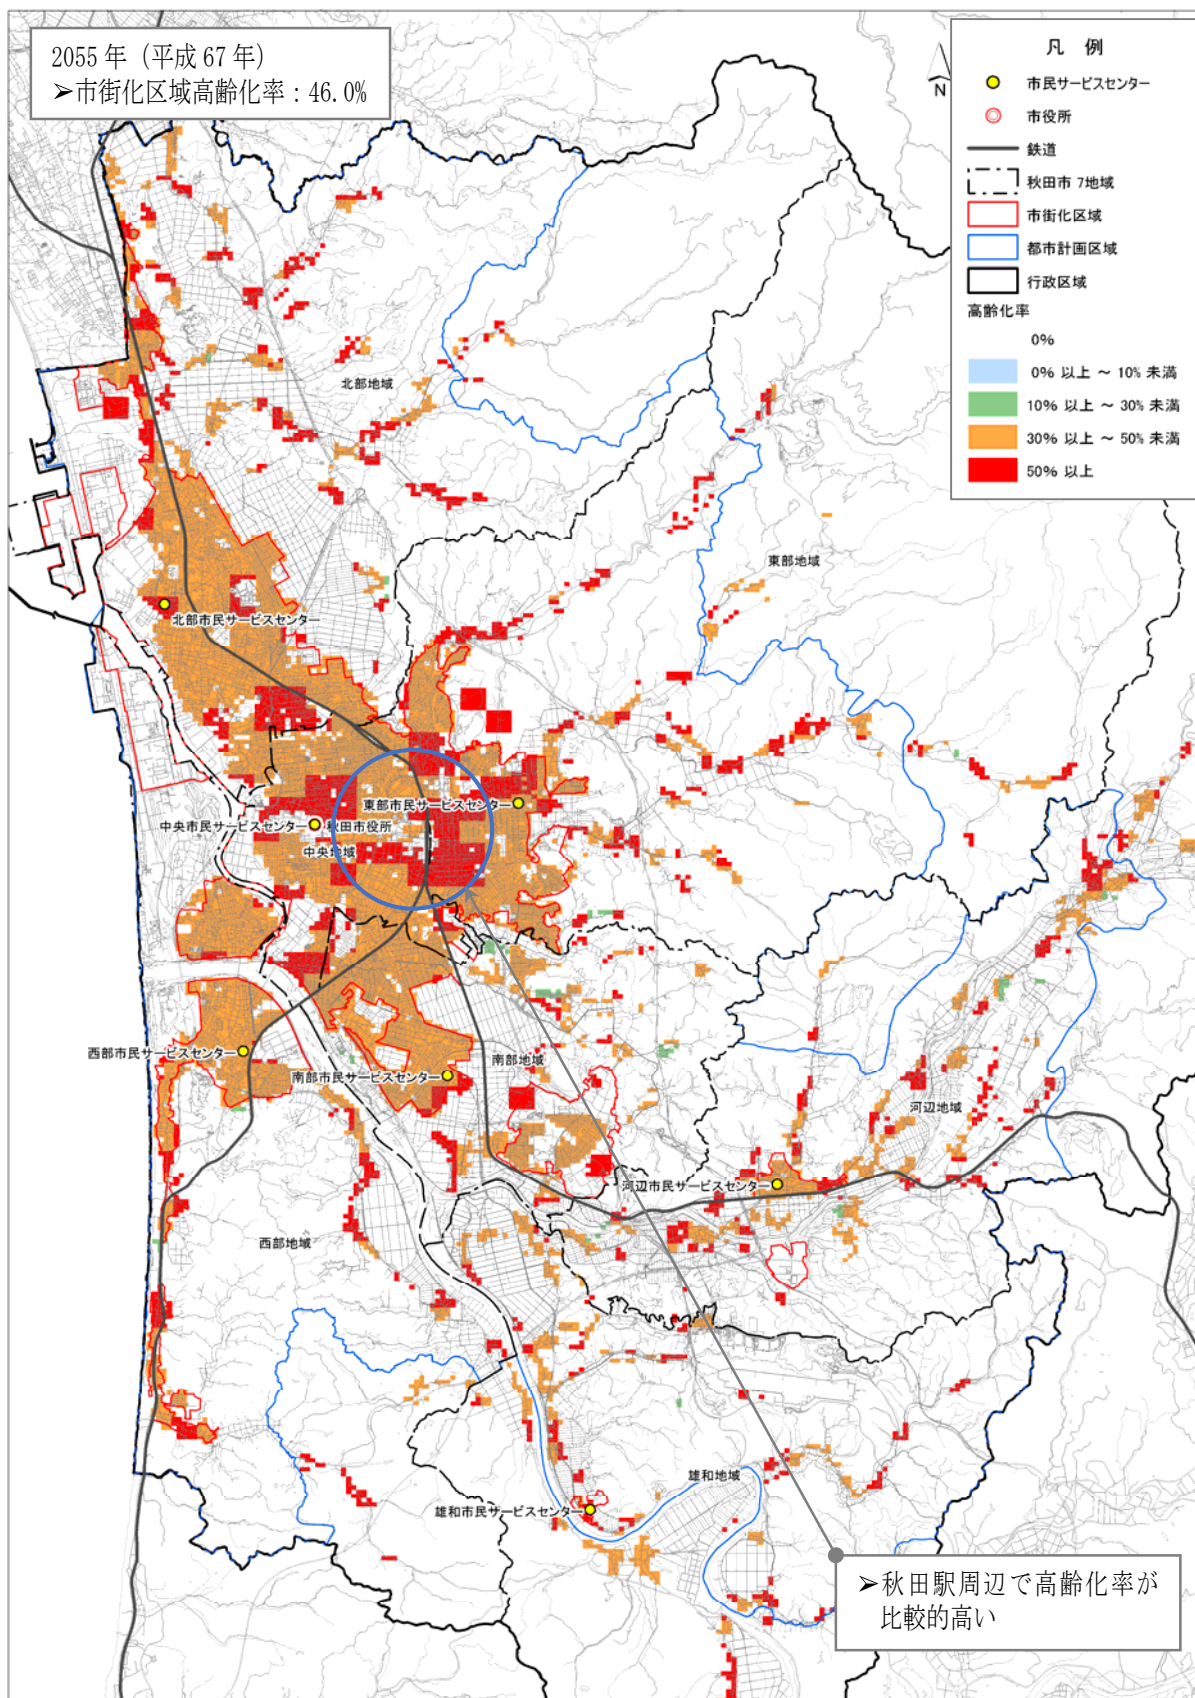 2055 年（平成 67 年）
➤市街化区域高齢化率：46.0%
凡 例
市民サービスセンター
市役所
鉄道
秋田市 7地域
市街化区域
都市計画区域
行政区域
高齢化率
0%
0% 以上 ～ 10% 未満
10% 以上 ～ 30% 未満
30% 以上 ～ 50% 未満
50% 以上
N
北部地域
東部地域
北部市民サービスセンター
東部市民サービスセンター
中央市民サービスセンター
秋田市役所
中央地域
西部市民サービスセンター
南部市民サービスセンター
南部地域
河辺地域
河辺市民サービスセンター
西部地域
雄和地域
雄和市民サービスセンター
➤秋田駅周辺で高齢化率が
比較的高い